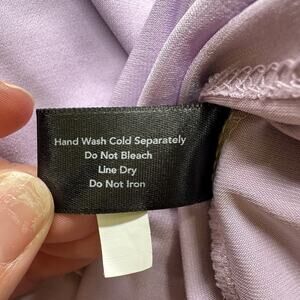 Hand Wash Cold Separately
Do Not Bleach
Line Dry
Do Not Iron